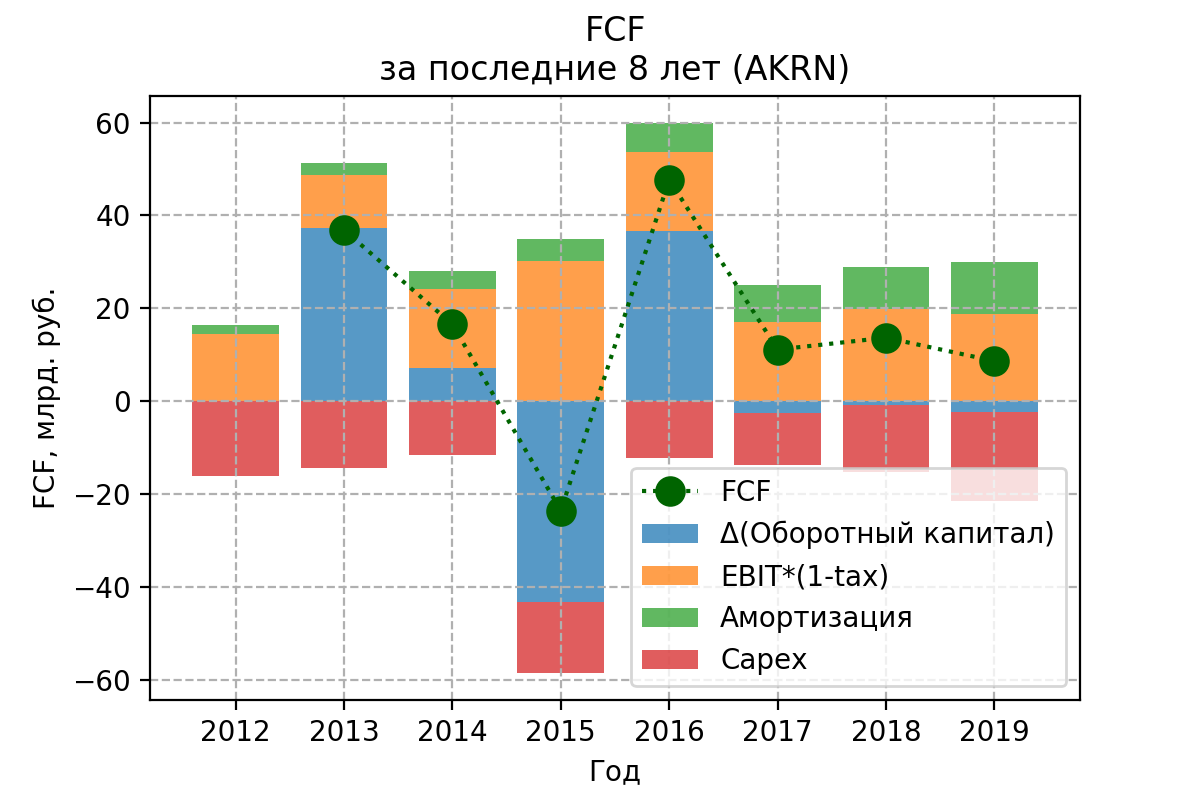 FCF
за последние 8 лет (AKRN)
FCF, млрд. руб.
60
40
20
0
−20
−40
−60
FCF
Δ(Оборотный капитал)
EBIT*(1-tax)
Амортизация
Capex
2012 2013 2014 2015 2016 2017 2018 2019
Год